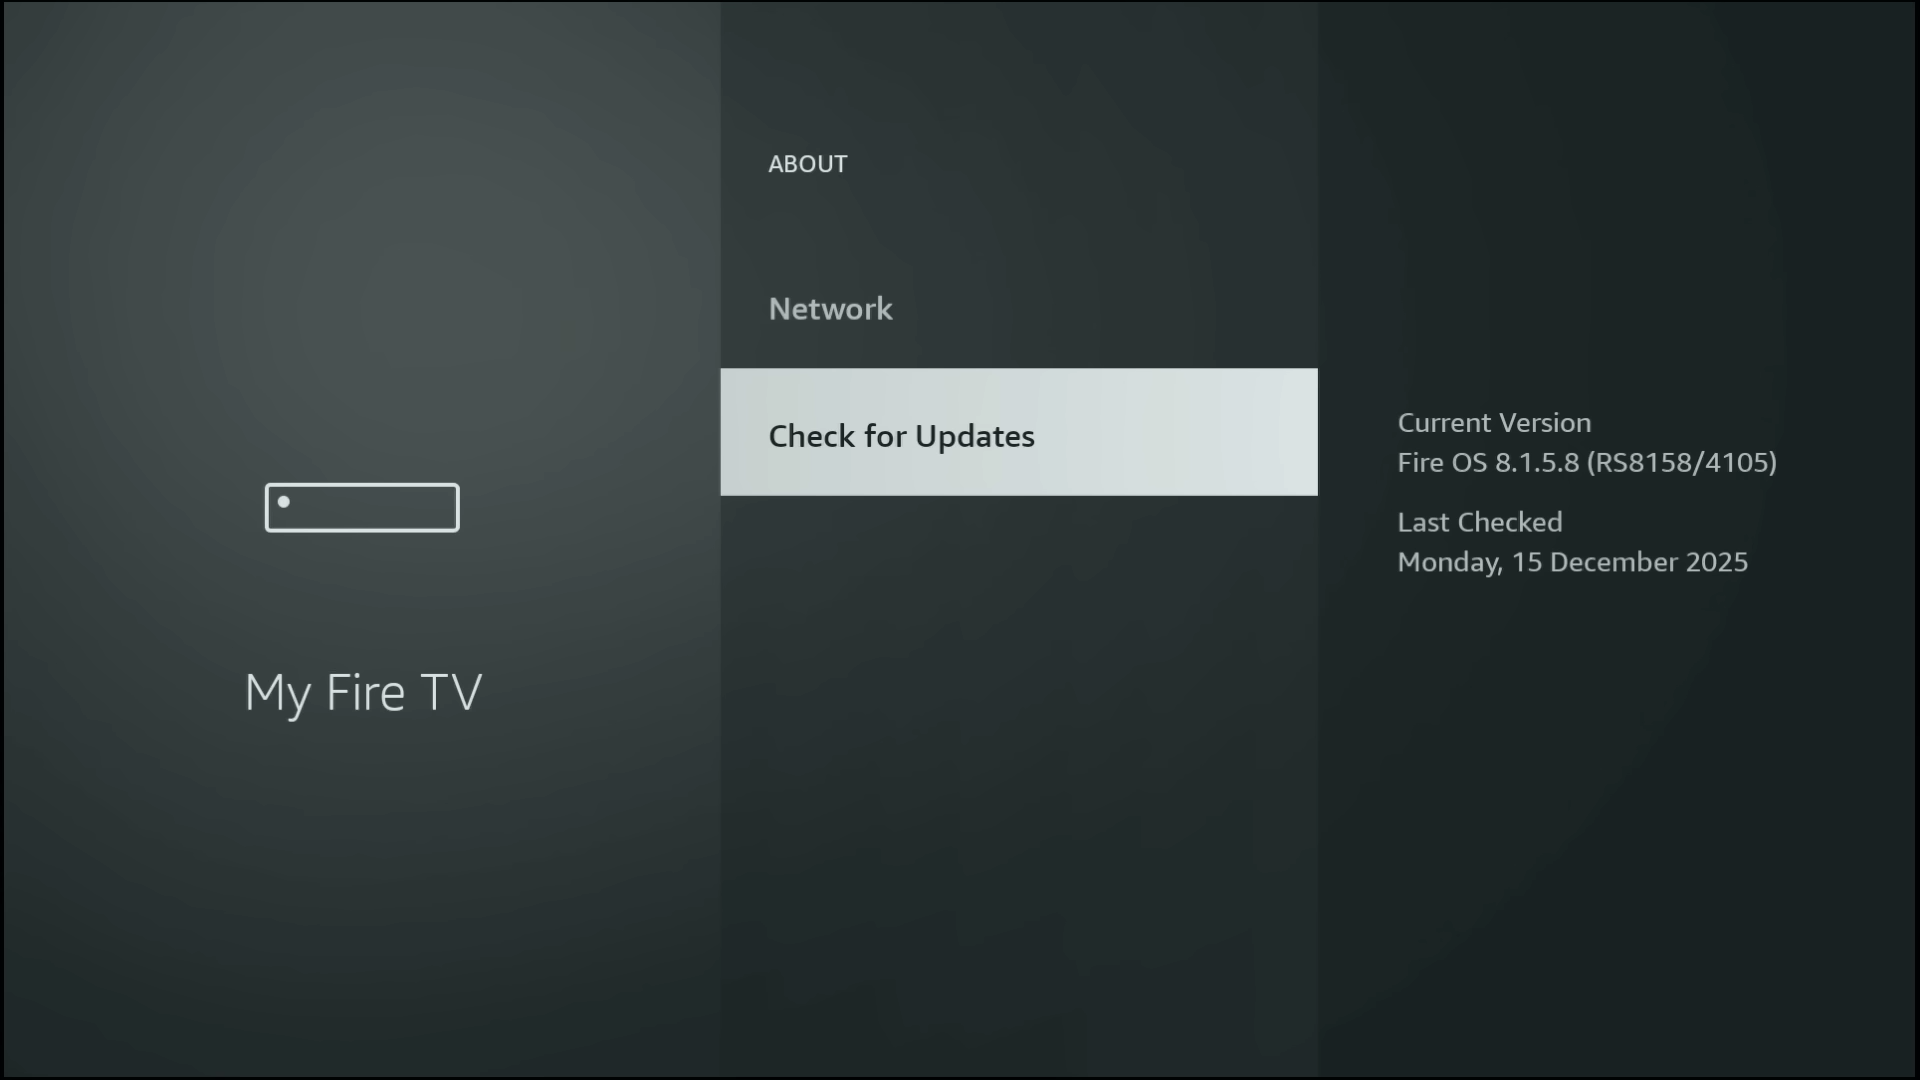 My Fire TV
ABOUT
Network
Check for Updates
Current Version
Fire OS 8.1.5.8 (RS8158/4105)
Last Checked
Monday, 15 December 2025